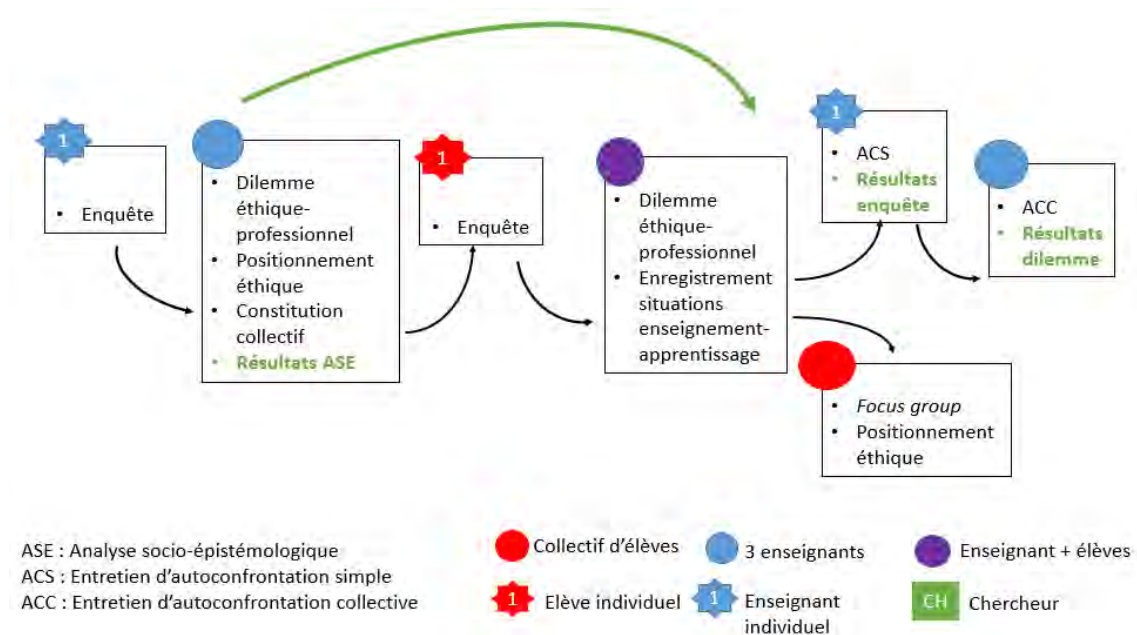 1
• Enquête
• Dilemme
éthique-
professionnel
• Positionnement
éthique
• Constitution
collectif
• Résultats ASE
1
• Enquête
• Dilemme
éthique-
professionnel
• Enregistrement
situations
enseignement-
apprentissage
1
• ACS
• Résultats
enquête
• ACC
• Résultats
dilemme
• Focus group
• Positionnement
éthique
ASE : Analyse socio-épistémologique
ACS : Entretien d'autoconfrontation simple
ACC : Entretien d'autoconfrontation collective
Collectif d'élèves
3 enseignants
Enseignant + élèves
1
Elève individuel
1
Enseignant
individuel
CH
Chercheur